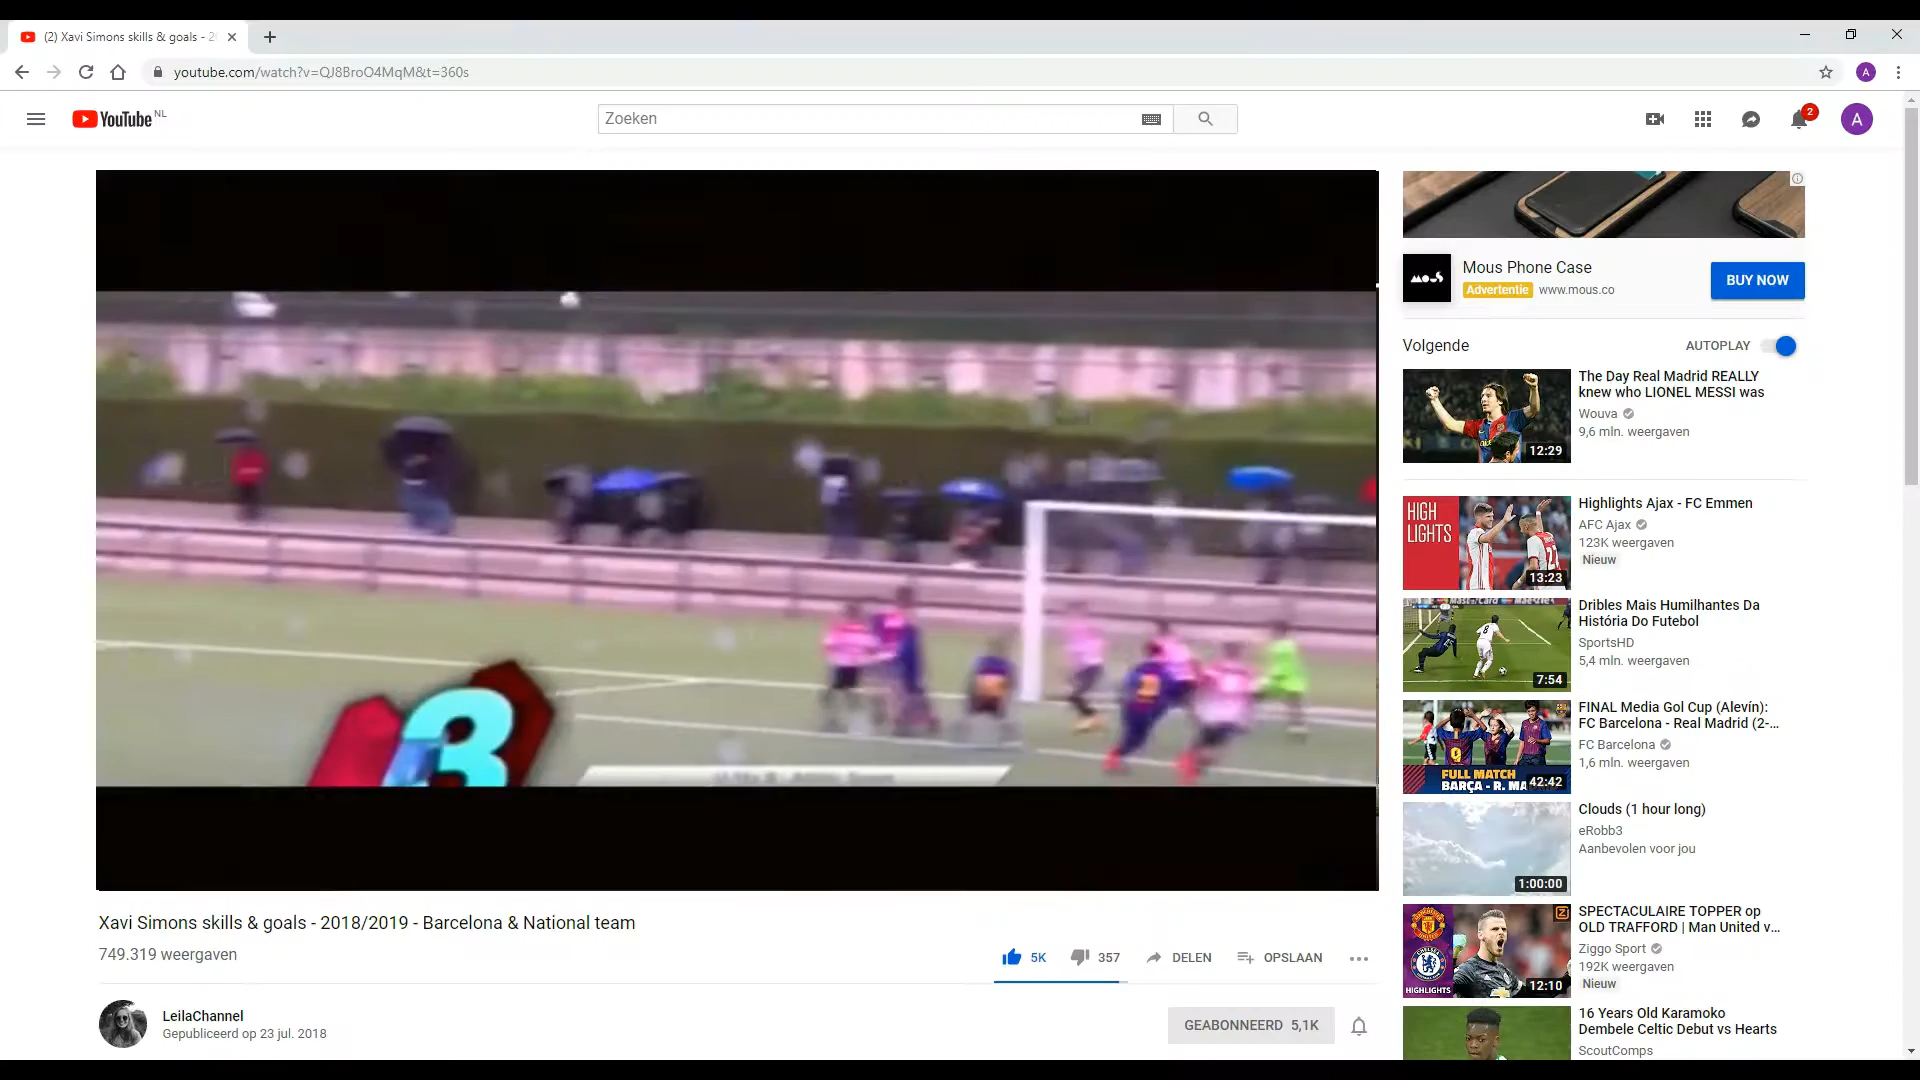 (2) Xavi Simons skills & goals - 2
youtube.com/watch?v=QJ8BroO4MqM&t=360s
A
YouTube NL
Zoeken
2
A
3
Mous Phone Case
Advertentie www.mous.co
BUY NOW
MOUS
Volgende
AUTOPLAY
The Day Real Madrid REALLY
knew who LIONEL MESSI was
Wouva
9,6 mln. weergaven
12:29
HIGH
LIGHTS
13:23
Highlights Ajax - FC Emmen
AFC Ajax
123K weergaven
Nieuw
7:54
Dribles Mais Humilhantes Da
História Do Futebol
SportsHD
5,4 mln. weergaven
FULL MATCH
BARÇA - R. MA
42:42
FINAL Media Gol Cup (Alevín):
FC Barcelona - Real Madrid (2-...
FC Barcelona
1,6 mln. weergaven
1:00:00
Clouds (1 hour long)
eRobb3
Aanbevolen voor jou
HIGHLIGHTS
12:10
SPECTACULAIRE TOPPER op
OLD TRAFFORD | Man United v...
Ziggo Sport
192K weergaven
Nieuw
16 Years Old Karamoko
Dembele Celtic Debut vs Hearts
ScoutComps
Xavi Simons skills & goals - 2018/2019 - Barcelona & National team
749.319 weergaven
5K 357 DELEN OPSLAAN
LeilaChannel
Gepubliceerd op 23 jul. 2018
GEABONNEERD 5,1K